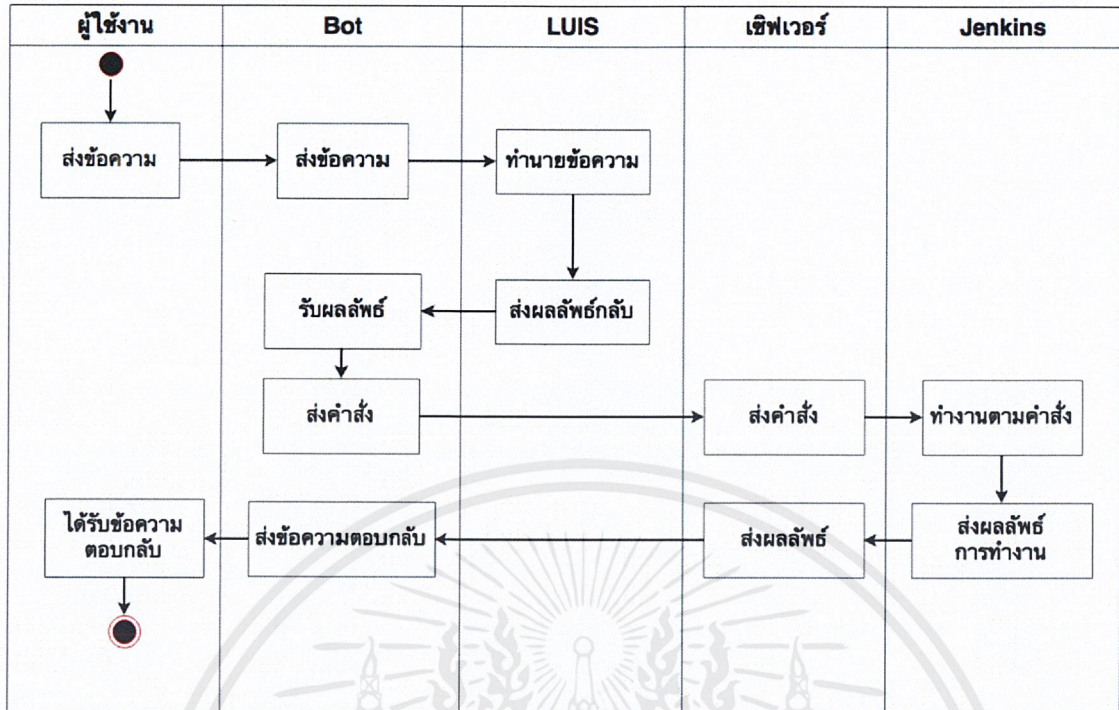 ผู้ใช้งาน
Bot
LUIS
เซิฟเวอร์
Jenkins
ส่งข้อความ
ส่งข้อความ
ทำนายข้อความ
รับผลลัพธ์
ส่งผลลัพธ์กลับ
ส่งคำสั่ง
ส่งคำสั่ง
ทำงานตามคำสั่ง
ได้รับข้อความ
ตอบกลับ
ส่งข้อความตอบกลับ
ส่งผลลัพธ์
ส่งผลลัพธ์
การทำงาน